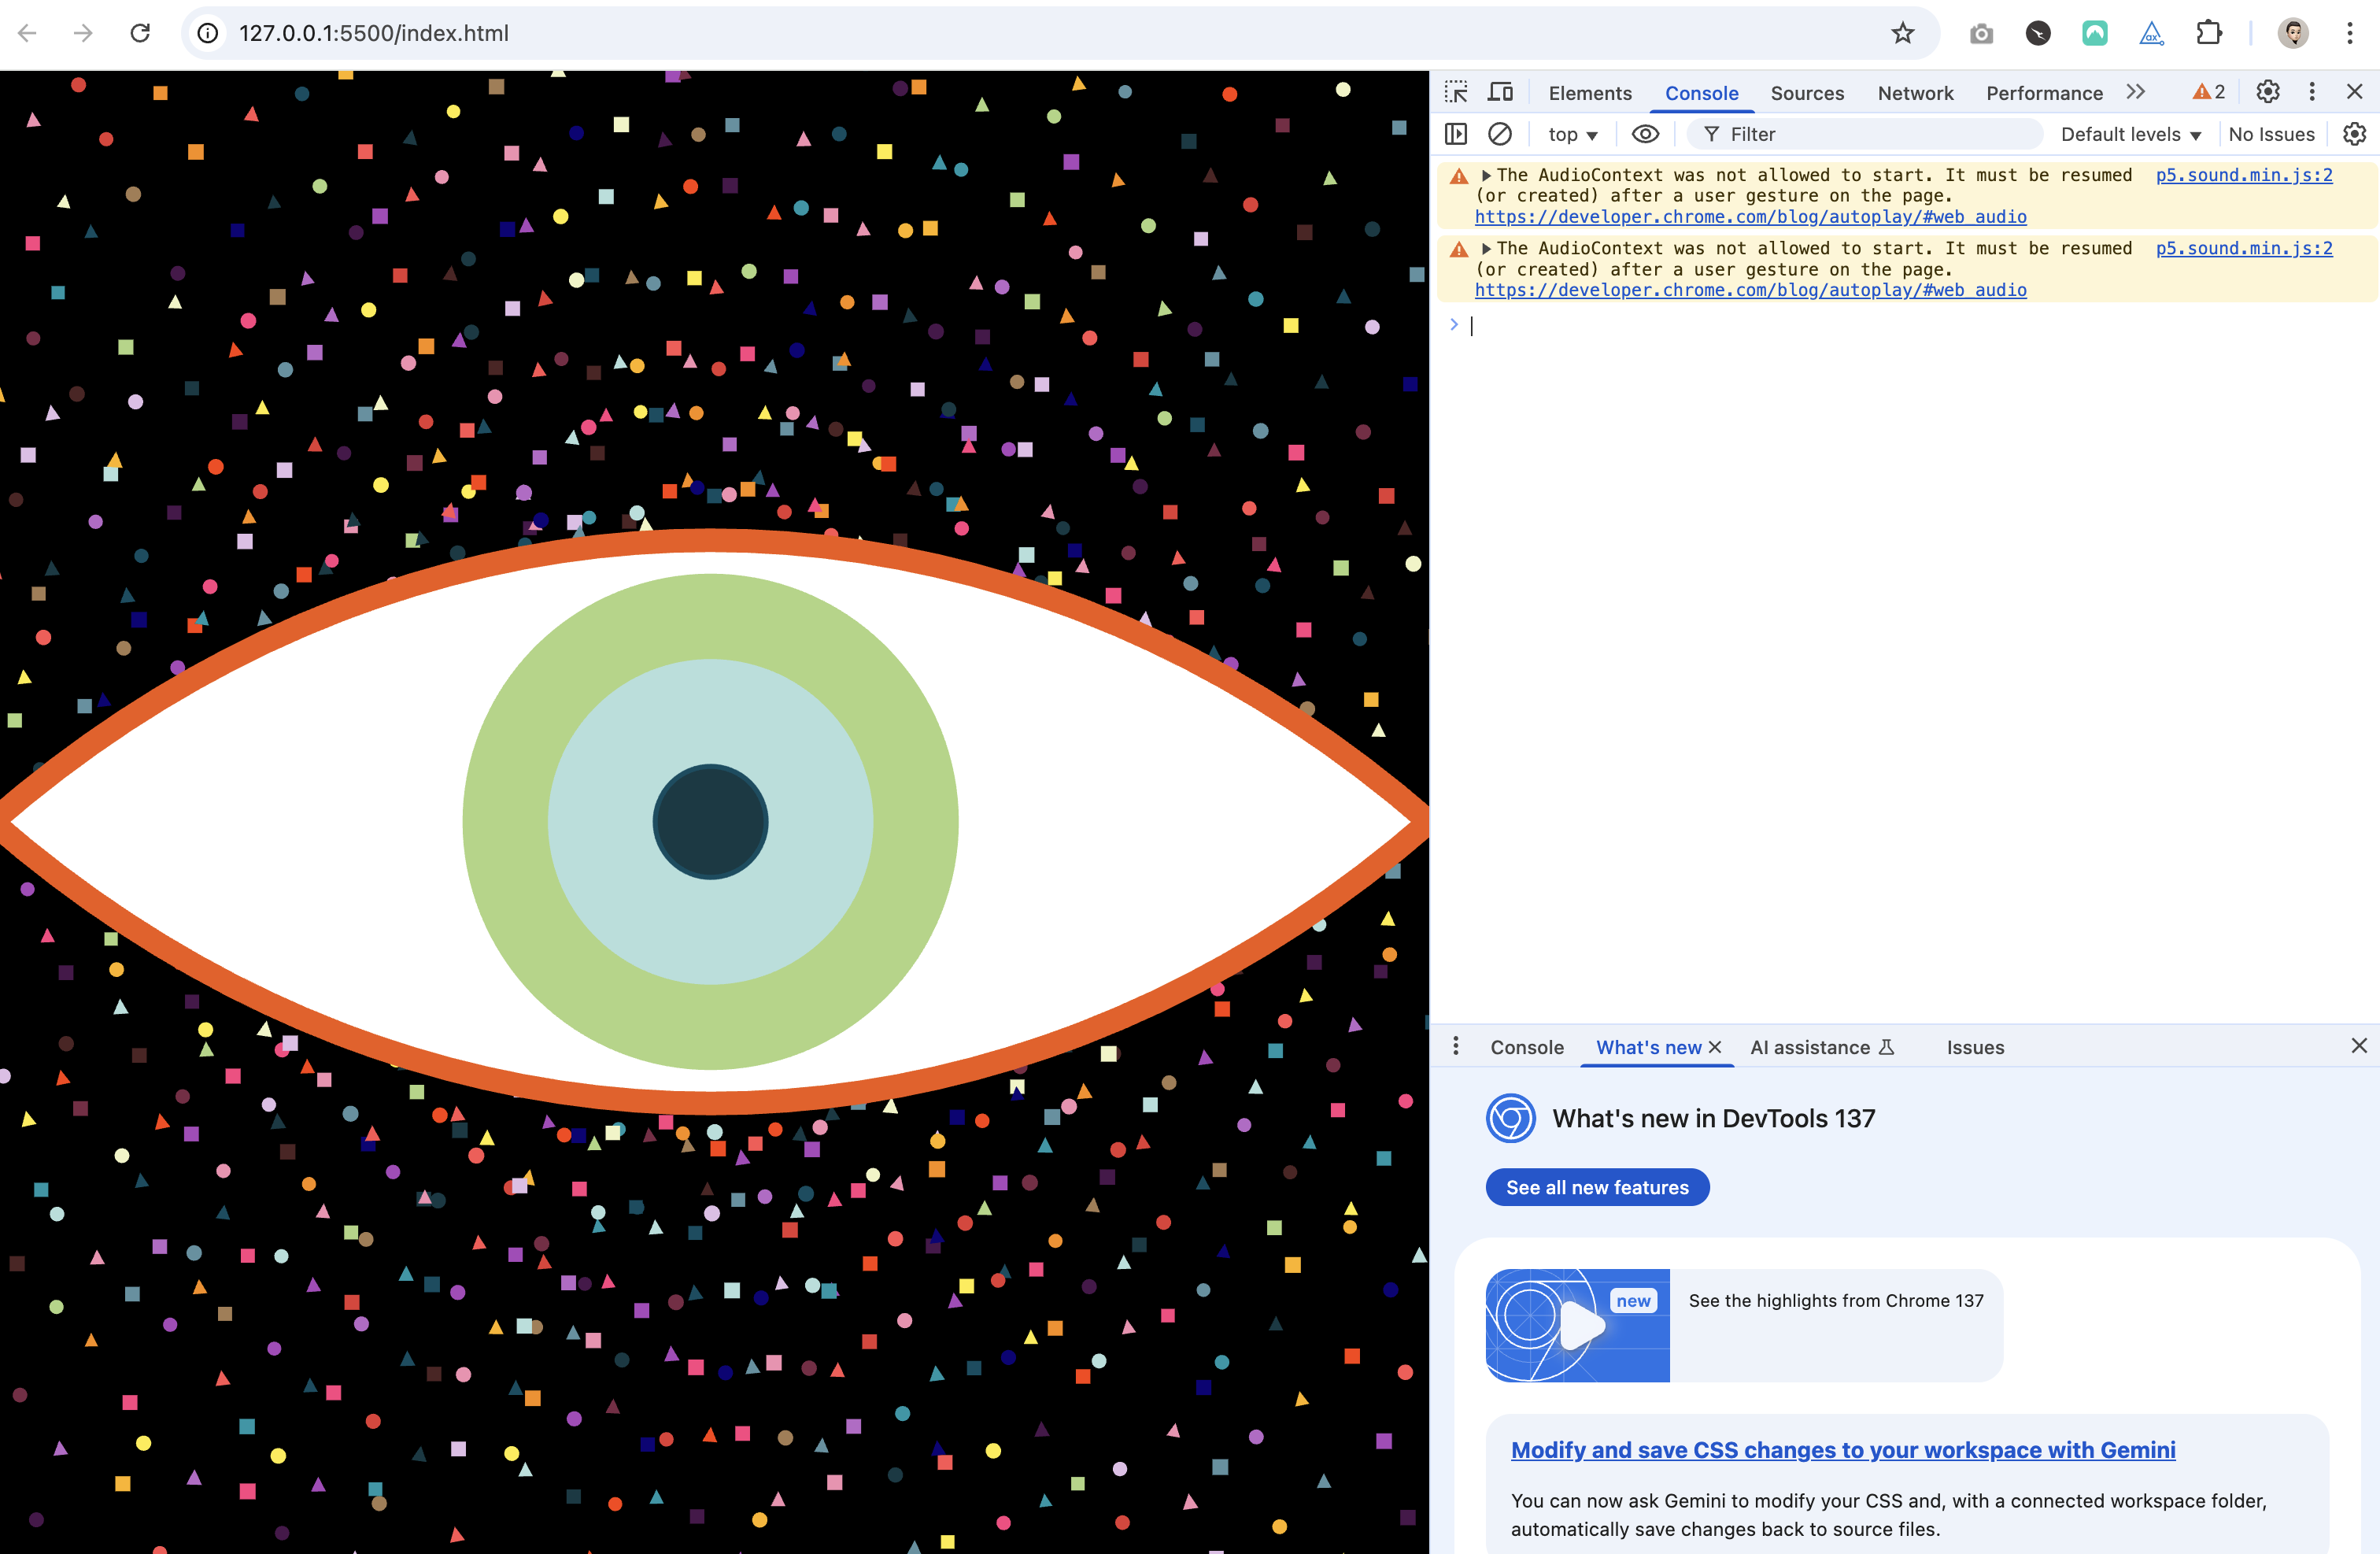 127.0.0.1:5500/index.html
Elements Console Sources Network Performance 2
top Filter Default levels No Issues
The AudioContext was not allowed to start. It must be resumed p5.sound.min.js:2
(or created) after a user gesture on the page.
https://developer.chrome.com/blog/autoplay/#web_audio
The AudioContext was not allowed to start. It must be resumed p5.sound.min.js:2
(or created) after a user gesture on the page.
https://developer.chrome.com/blog/autoplay/#web_audio
Console What's new AI assistance Issues
What's new in DevTools 137
See all new features
new
See the highlights from Chrome 137
Modify and save CSS changes to your workspace with Gemini
You can now ask Gemini to modify your CSS and, with a connected workspace folder,
automatically save changes back to source files.